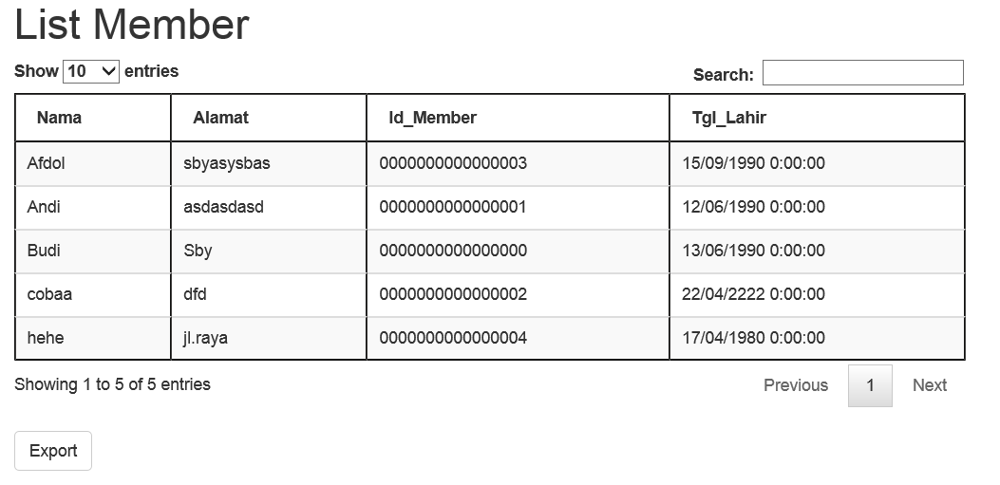 List Member
Show 10 entries Search:
Nama Alamat Id_Member Tgl_Lahir
Afdol sbyasysbas 0000000000000003 15/09/1990 0:00:00
Andi asdasdasd 0000000000000001 12/06/1990 0:00:00
Budi Sby 0000000000000000 13/06/1990 0:00:00
cobaa dfd 0000000000000002 22/04/2222 0:00:00
hehe jl.raya 0000000000000004 17/04/1980 0:00:00
Showing 1 to 5 of 5 entries Previous 1 Next
Export